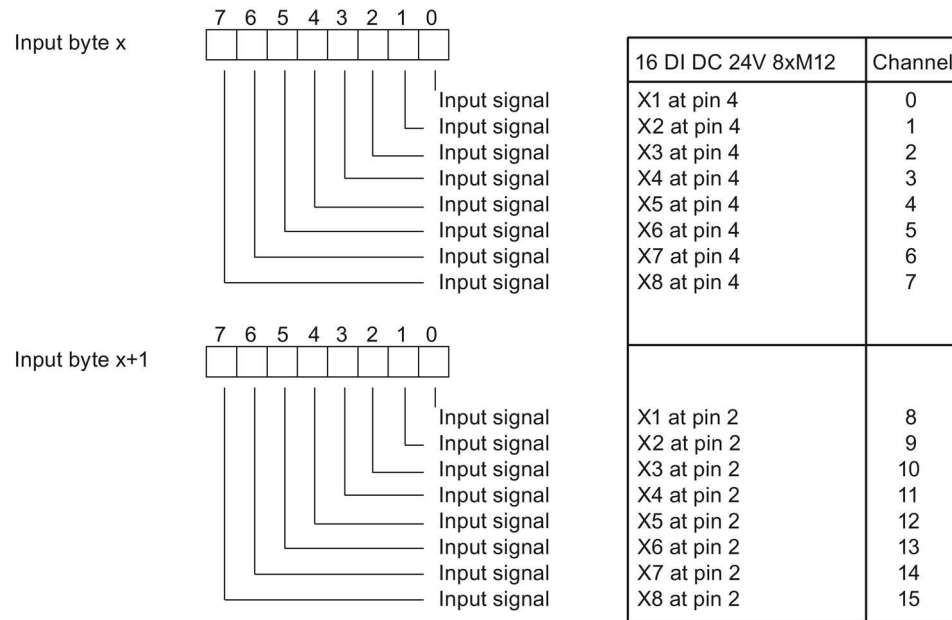 7 6 5 4 3 2 1 0
Input byte x
16 DI DC 24V 8xM12 Channel
Input signal X1 at pin 4 0
Input signal X2 at pin 4 1
Input signal X3 at pin 4 2
Input signal X4 at pin 4 3
Input signal X5 at pin 4 4
Input signal X6 at pin 4 5
Input signal X7 at pin 4 6
Input signal X8 at pin 4 7
7 6 5 4 3 2 1 0
Input byte x+1
Input signal X1 at pin 2 8
Input signal X2 at pin 2 9
Input signal X3 at pin 2 10
Input signal X4 at pin 2 11
Input signal X5 at pin 2 12
Input signal X6 at pin 2 13
Input signal X7 at pin 2 14
Input signal X8 at pin 2 15